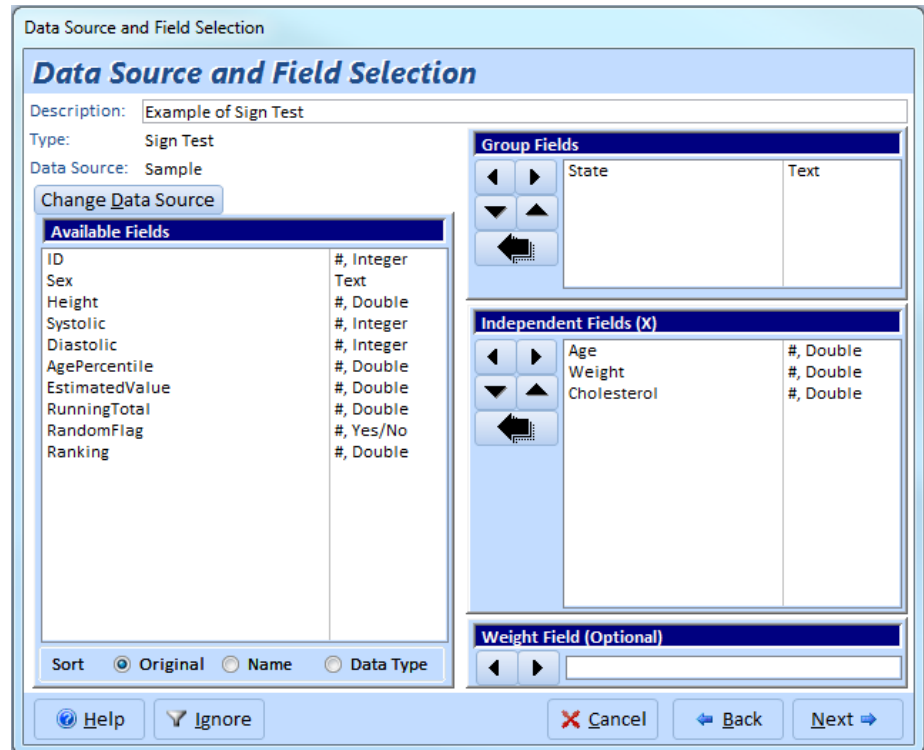 Data Source and Field Selection
Data Source and Field Selection
Description: Example of Sign Test
Type: Sign Test
Data Source: Sample
Change Data Source
Available Fields
ID #, Integer
Sex Text
Height #, Double
Systolic #, Integer
Diastolic #, Integer
AgePercentile #, Double
EstimatedValue #, Double
RunningTotal #, Double
RandomFlag #, Yes/No
Ranking #, Double
Sort Original Name Data Type
Group Fields
State Text
Independent Fields (X)
Age #, Double
Weight #, Double
Cholesterol #, Double
Weight Field (Optional)
Help Ignore Cancel Back Next